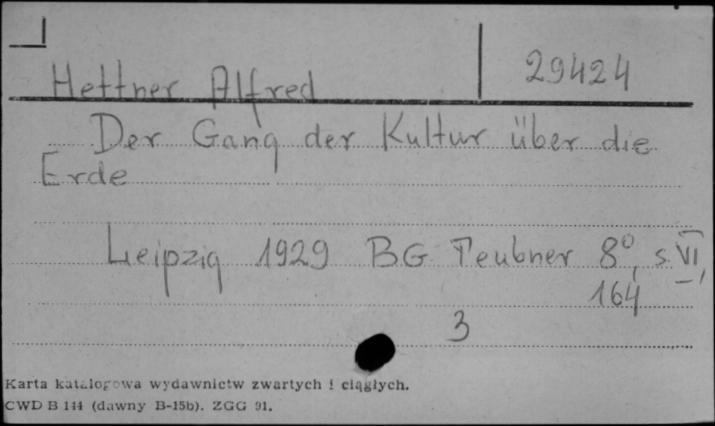 Hettner Alfred 29424
Der Gang der Kultur über die
Erde
Leipzig 1929 BG Teubner 8°, s. VI,
164
3
Karta katalogowa wydawnictw zwartych i ciągłych.
CWD B 144 (dawny B-15b). ZGG 91.